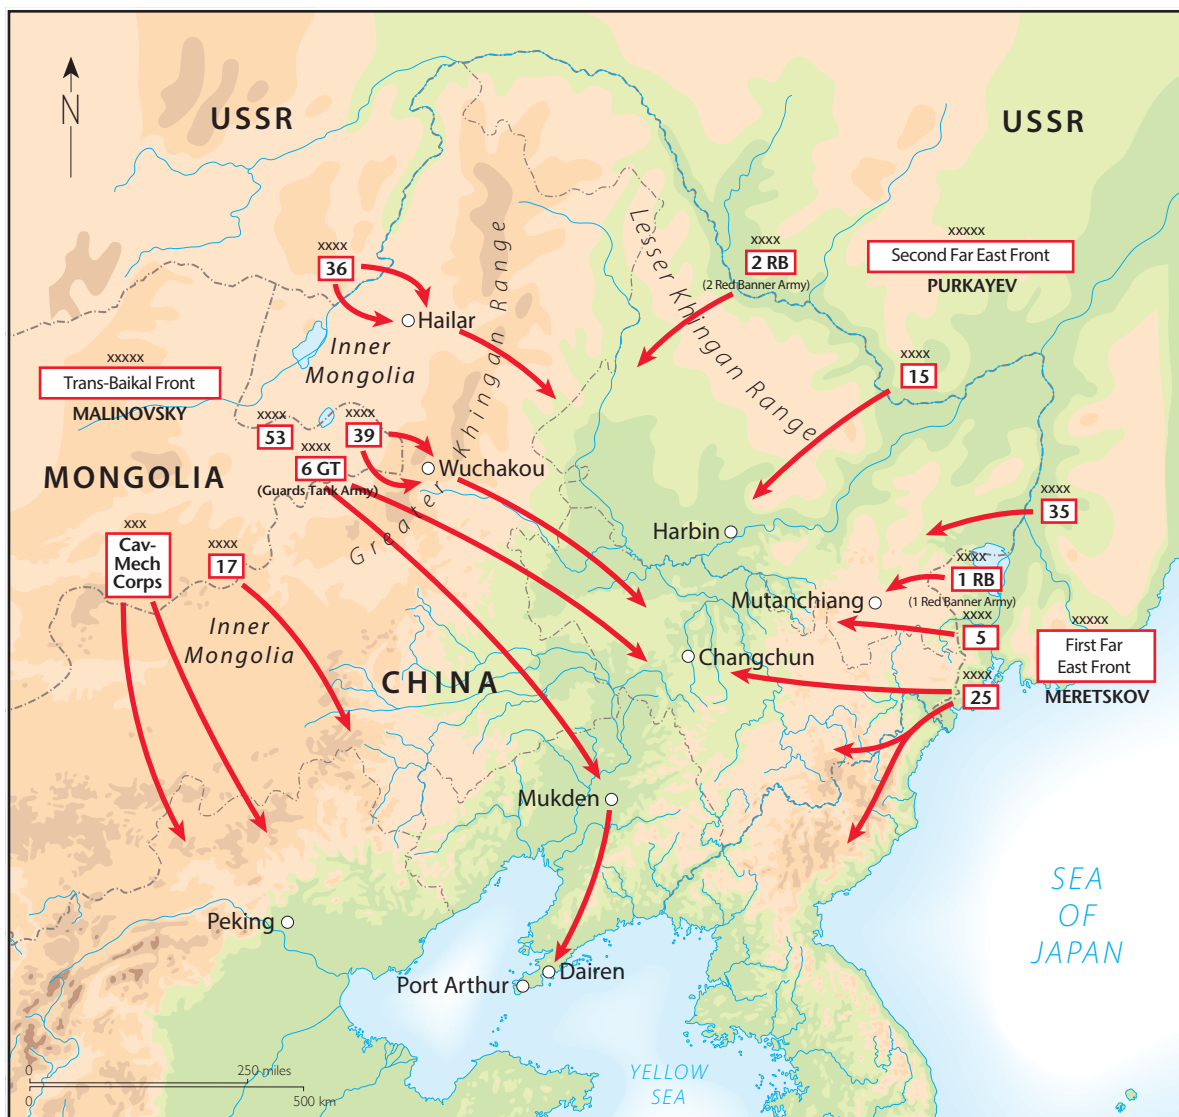 N
USSR
USSR
xxxxx
Second Far East Front
PURKAYEV
xxxx
2 RB
(2 Red Banner Army)
xxxx
36
Hailar
Inner
Mongolia
Greater Khingan Range
Lesser Khingan Range
xxxxx
Trans-Baikal Front
MALINOVSKY
xxxx
15
xxxx
53
xxxx
39
xxxx
6 GT
(Guards Tank Army)
Wuchakou
MONGOLIA
xxx
Cav-
Mech
Corps
xxxx
17
Inner
Mongolia
Harbin
xxxx
35
xxxx
1 RB
(1 Red Banner Army)
Mutanchiang
xxxx
5
xxxxx
First Far
East Front
MERETSKOV
Changchun
xxxx
25
CHINA
Mukden
Peking
Port Arthur
Dairen
SEA
OF
JAPAN
YELLOW
SEA
0
250 miles
0
500 km